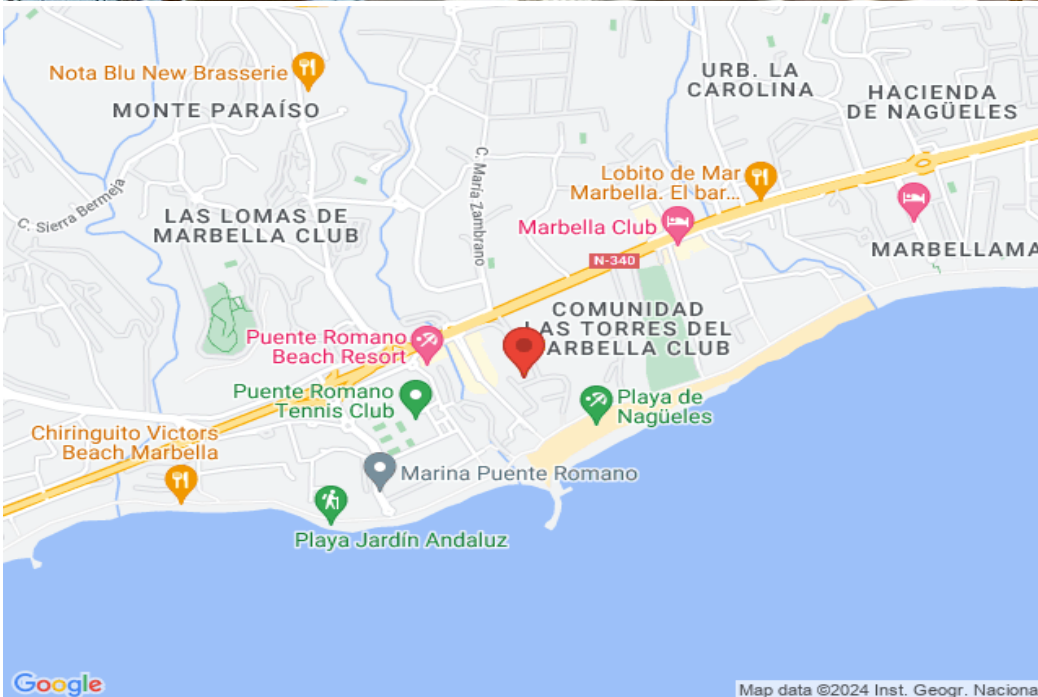 Nota Blu New Brasserie
MONTE PARAÍSO
URB. LA
CAROLINA
HACIENDA
DE NAGÜELES
C. María Zambrano
Lobito de Mar
Marbella. El bar...
C. Sierra Bermeja
LAS LOMAS DE
MARBELLA CLUB
Marbella Club
MARBELLAMA
N-340
COMUNIDAD
LAS TORRES DEL
MARBELLA CLUB
Puente Romano
Beach Resort
Puente Romano
Tennis Club
Playa de
Nagüeles
Chiringuito Victors
Beach Marbella
Marina Puente Romano
Playa Jardín Andaluz
Google
Map data ©2024 Inst. Geogr. Naciona